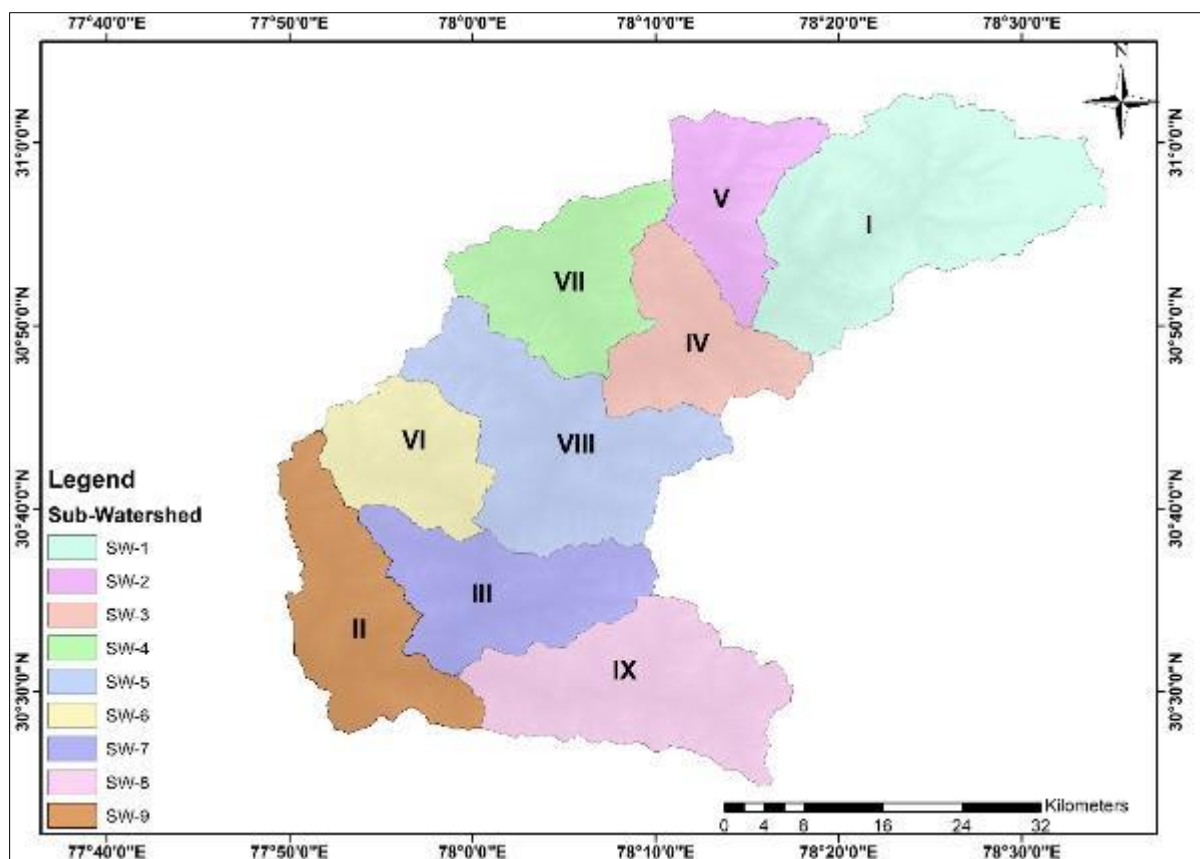 77°40'0"E 77°50'0"E 78°0'0"E 78°10'0"E 78°20'0"E 78°30'0"E
N
31°0'0"N 31°0'0"N
V
I
VII
30°50'0"N 30°50'0"N
IV
VI
VIII
Legend
30°40'0"N 30°40'0"N
Sub-Watershed
SW-1
SW-2
III
SW-3
II
SW-4
IX
30°30'0"N 30°30'0"N
SW-5
SW-6
SW-7
SW-8
Kilometers
SW-9
0 4 8 16 24 32
77°40'0"E 77°50'0"E 78°0'0"E 78°10'0"E 78°20'0"E 78°30'0"E